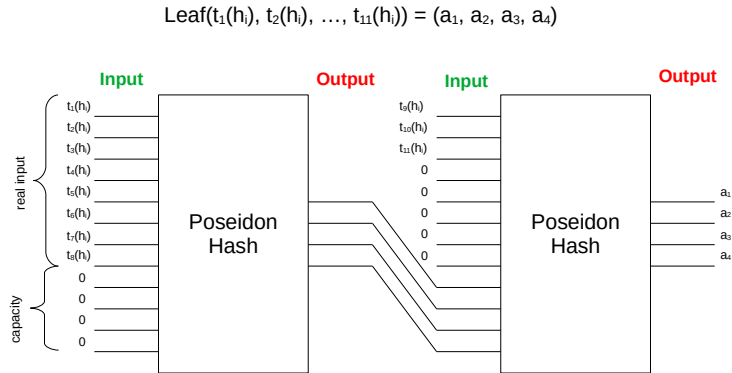 Leaf(t₁(hᵢ), t₂(hᵢ), …, t₁₁(hᵢ)) = (a₁, a₂, a₃, a₄)
Input
Output
Input
Output
real input
capacity
t₁(hᵢ)
t₂(hᵢ)
t₃(hᵢ)
t₄(hᵢ)
t₅(hᵢ)
t₆(hᵢ)
t₇(hᵢ)
t₈(hᵢ)
0
0
0
0
Poseidon
Hash
t₉(hᵢ)
t₁₀(hᵢ)
t₁₁(hᵢ)
0
0
0
0
0
Poseidon
Hash
a₁
a₂
a₃
a₄